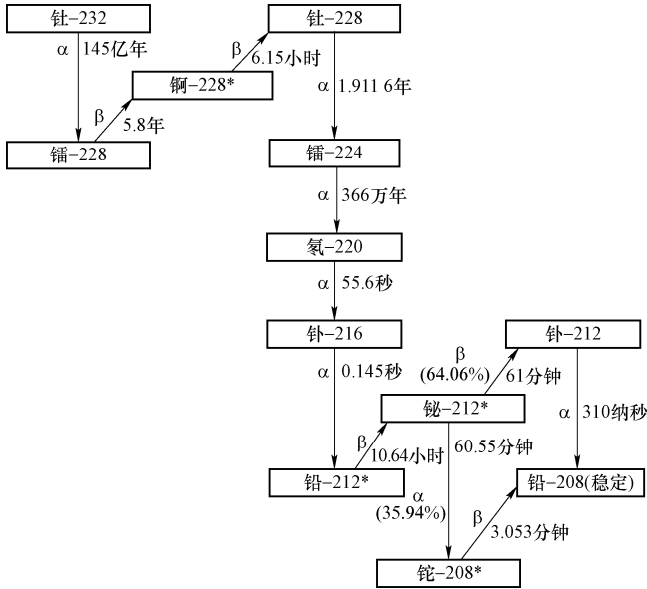 钍–232
钍–228
α
145亿年
β
6.15小时
锕–228*
α
1.911 6年
β
5.8年
镭–228
镭–224
α
366万年
氡–220
α
55.6秒
钋–216
钋–212
β
(64.06%)
61分钟
α
0.145秒
铋–212*
α
310纳秒
β
10.64小时
60.55分钟
铅–212*
铅–208(稳定)
α
(35.94%)
β
3.053分钟
铊–208*